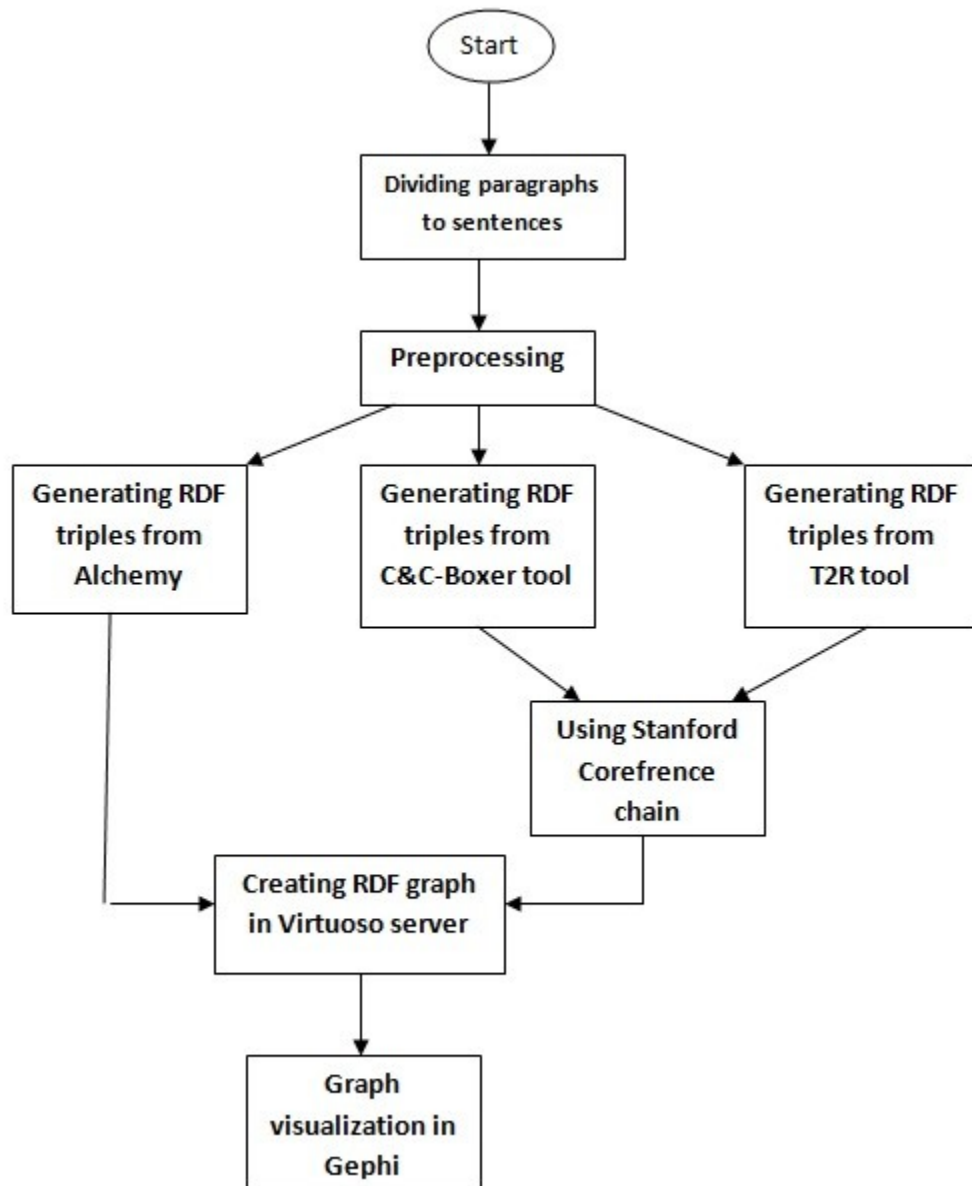 Start
Dividing paragraphs
to sentences
Preprocessing
Generating RDF
triples from
Alchemy
Generating RDF
triples from
C&C-Boxer tool
Generating RDF
triples from
T2R tool
Using Stanford
Corefrence
chain
Creating RDF graph
in Virtuoso server
Graph
visualization in
Gephi